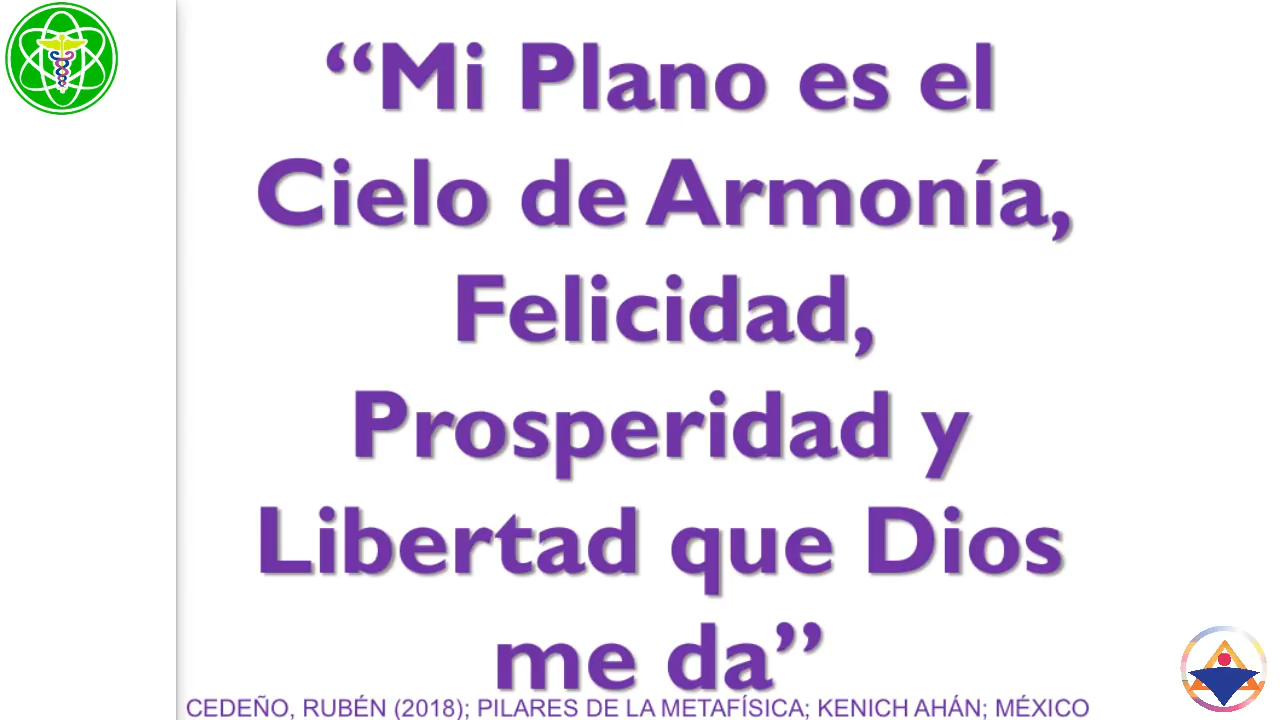 “Mi Plano es el
Cielo de Armonía,
Felicidad,
Prosperidad y
Libertad que Dios
me da”
CEDEÑO, RUBÉN (2018); PILARES DE LA METAFÍSICA; KENICH AHÁN; MÉXICO